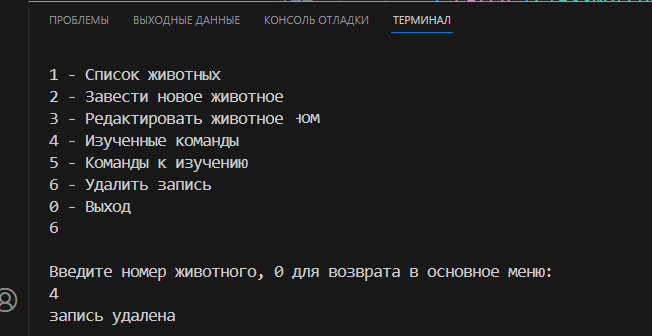 ПРОБЛЕМЫ ВЫХОДНЫЕ ДАННЫЕ КОНСОЛЬ ОТЛАДКИ ТЕРМИНАЛ
1 - Список животных
2 - Завести новое животное
3 - Редактировать животное ном
4 - Изученные команды
5 - Команды к изучению
6 - Удалить запись
0 - Выход
6
Введите номер животного, 0 для возврата в основное меню:
4
запись удалена